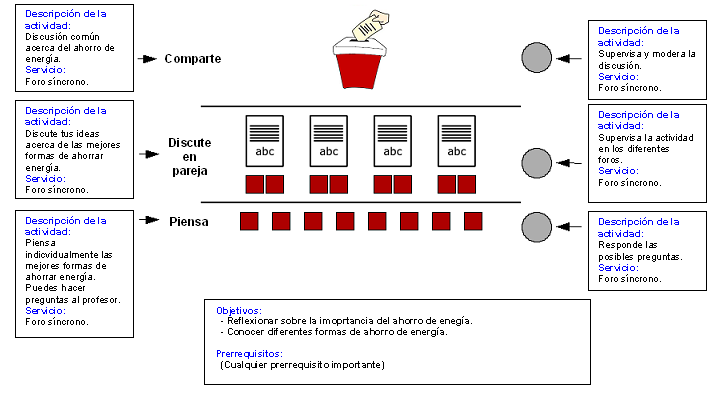 Descripción de la
actividad:
Discusión común
acerca del ahorro de
energía.
Servicio:
Foro síncrono.
Comparte
Descripción de la
actividad:
Supervisa y modera la
discusión.
Servicio:
Foro síncrono.
Descripción de la
actividad:
Discute tus ideas
acerca de las mejores
formas de ahorrar
energía.
Servicio:
Foro síncrono.
Discute
en
pareja
abc
abc
abc
abc
Descripción de la
actividad:
Supervisa la actividad
en los diferentes
foros.
Servicio:
Foro síncrono.
Descripción de la
actividad:
Piensa
individualmente las
mejores formas de
ahorrar energía.
Puedes hacer
preguntas al profesor.
Servicio:
Foro síncrono.
Piensa
Descripción de la
actividad:
Responde las
posibles preguntas.
Servicio:
Foro síncrono.
Objetivos:
- Reflexionar sobre la imoprtancia del ahorro de enegía.
- Conocer diferentes formas de ahorro de energía.
Prerrequisitos:
(Cualquier prerrequisito importante)